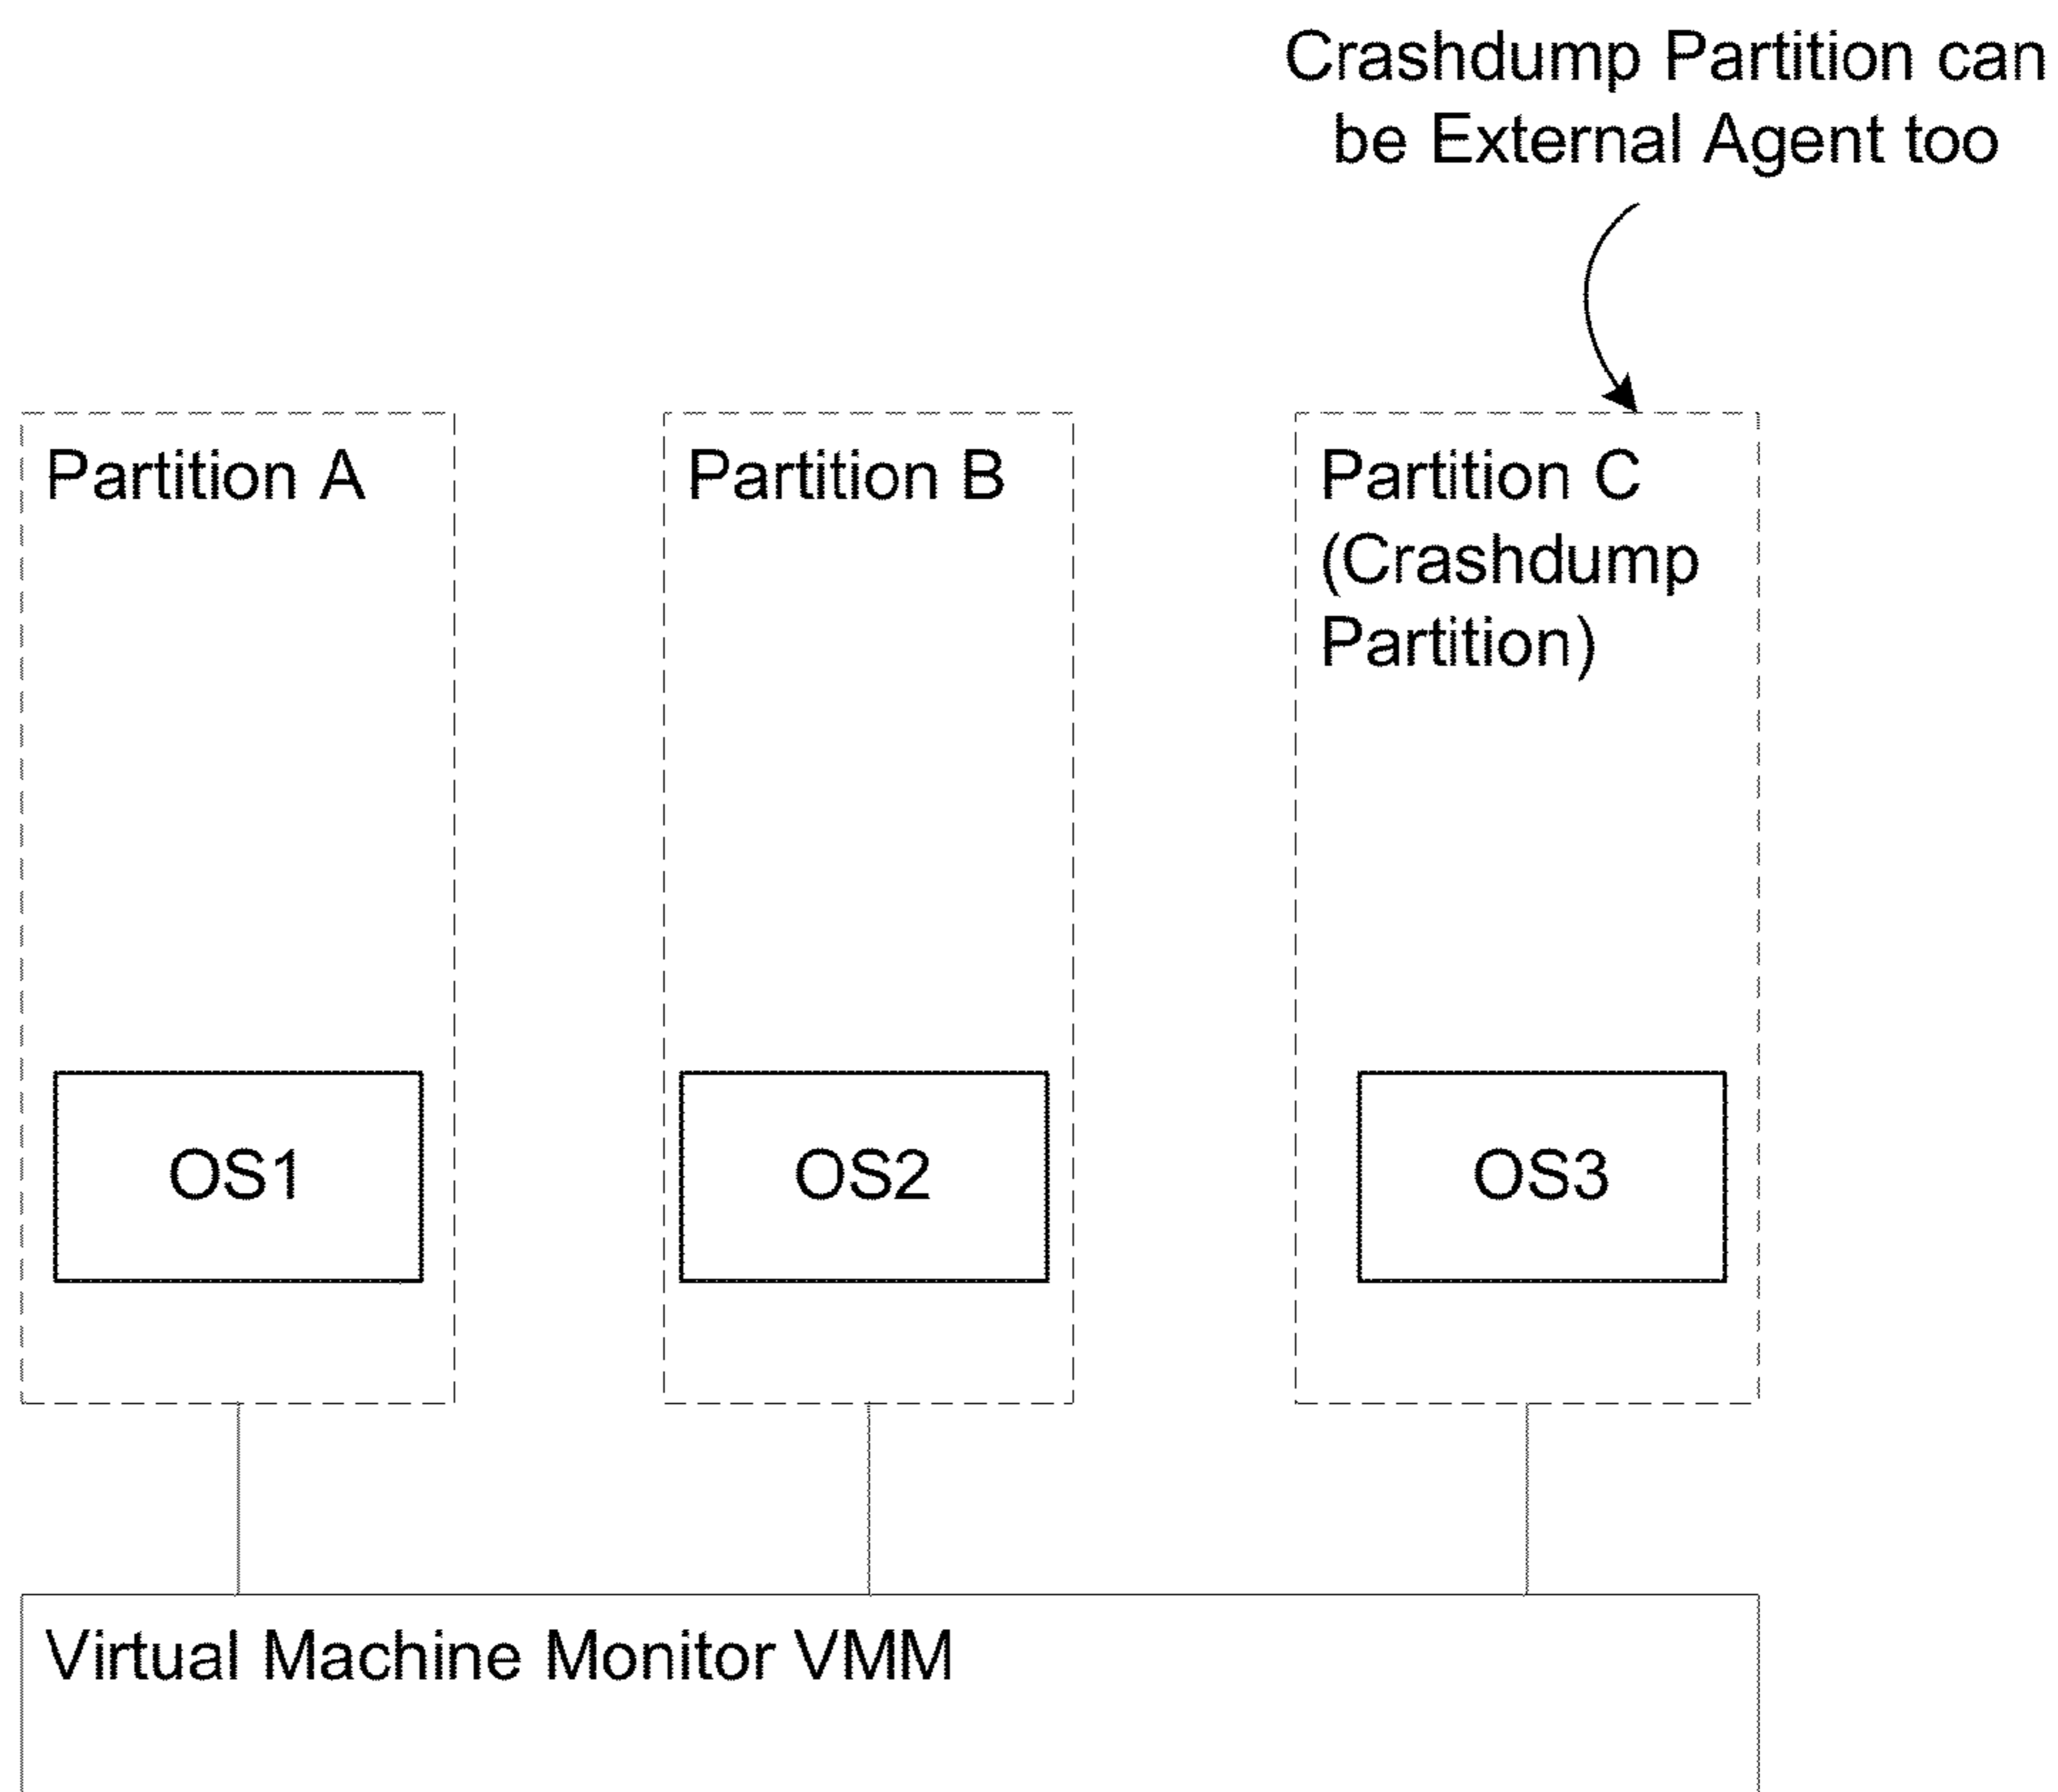 Crashdump Partition can
be External Agent too
Partition A
Partition B
Partition C
(Crashdump
Partition)
OS1
OS2
OS3
Virtual Machine Monitor VMM